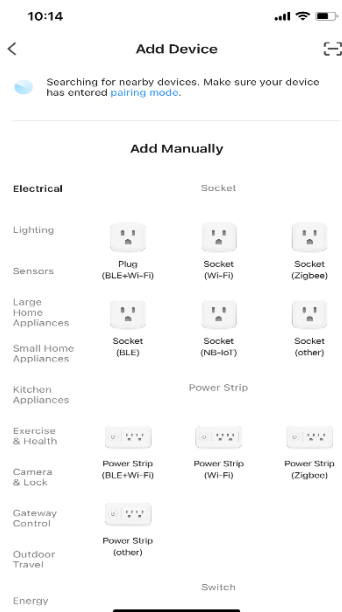 10:14
Add Device
Searching for nearby devices. Make sure your device
has entered pairing mode.
Add Manually
Electrical
Lighting
Sensors
Large
Home
Appliances
Small Home
Appliances
Kitchen
Appliances
Exercise
& Health
Camera
& Lock
Gateway
Control
Outdoor
Travel
Energy
Socket
Plug
(BLE+Wi-Fi)
Socket
(Wi-Fi)
Socket
(Zigbee)
Socket
(BLE)
Socket
(NB-IoT)
Socket
(other)
Power Strip
Power Strip
(BLE+Wi-Fi)
Power Strip
(Wi-Fi)
Power Strip
(Zigbee)
Power Strip
(other)
Switch